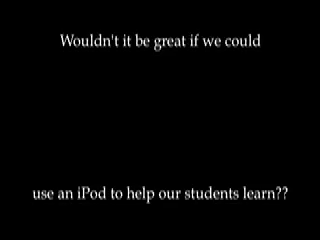 Wouldn't it be great if we could
use an iPod to help our students learn??